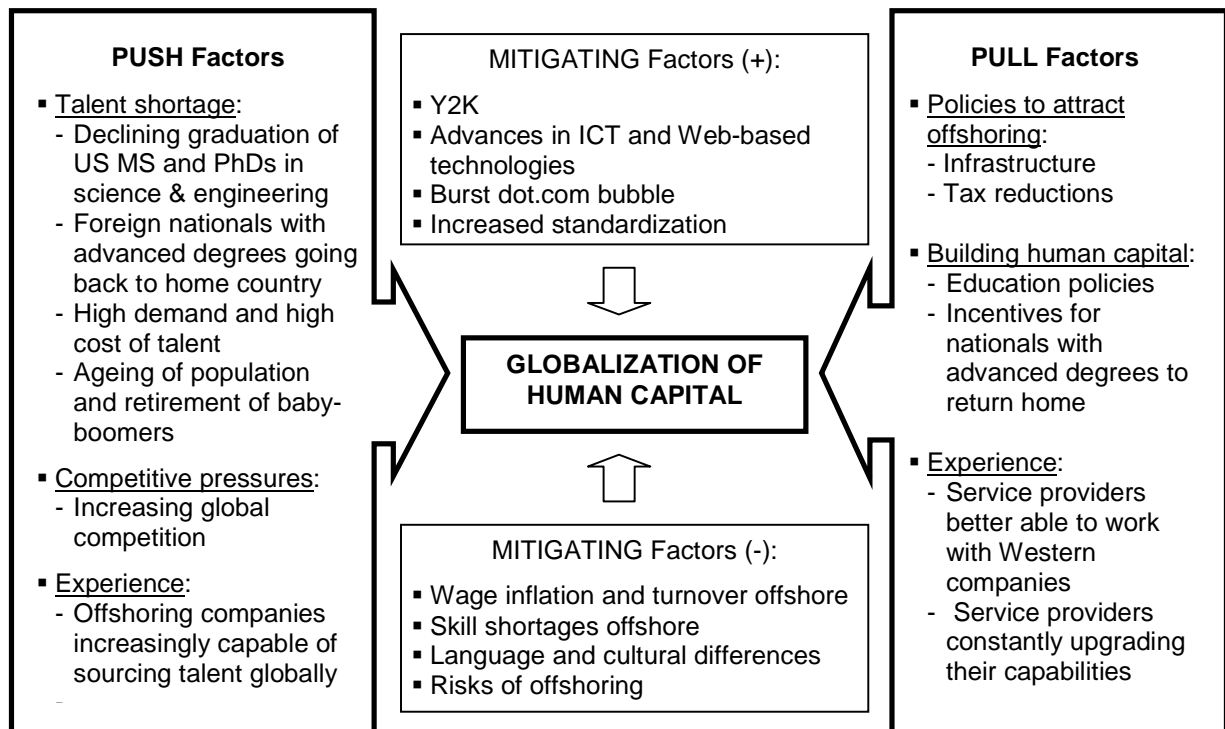 PUSH Factors
▪ Talent shortage:
- Declining graduation of
US MS and PhDs in
science & engineering
- Foreign nationals with
advanced degrees going
back to home country
- High demand and high
cost of talent
- Ageing of population
and retirement of baby-
boomers
▪ Competitive pressures:
- Increasing global
competition
▪ Experience:
- Offshoring companies
increasingly capable of
sourcing talent globally
-
MITIGATING Factors (+):
▪ Y2K
▪ Advances in ICT and Web-based
technologies
▪ Burst dot.com bubble
▪ Increased standardization
GLOBALIZATION OF
HUMAN CAPITAL
MITIGATING Factors (-):
▪ Wage inflation and turnover offshore
▪ Skill shortages offshore
▪ Language and cultural differences
▪ Risks of offshoring
PULL Factors
▪ Policies to attract
offshoring:
- Infrastructure
- Tax reductions
▪ Building human capital:
- Education policies
- Incentives for
nationals with
advanced degrees to
return home
▪ Experience:
- Service providers
better able to work
with Western
companies
- Service providers
constantly upgrading
their capabilities